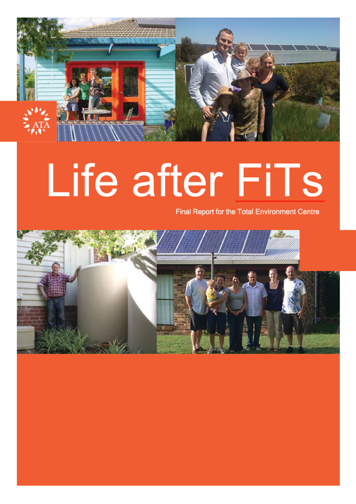 ATA
Life after FiTs
Final Report for the Total Environment Centre